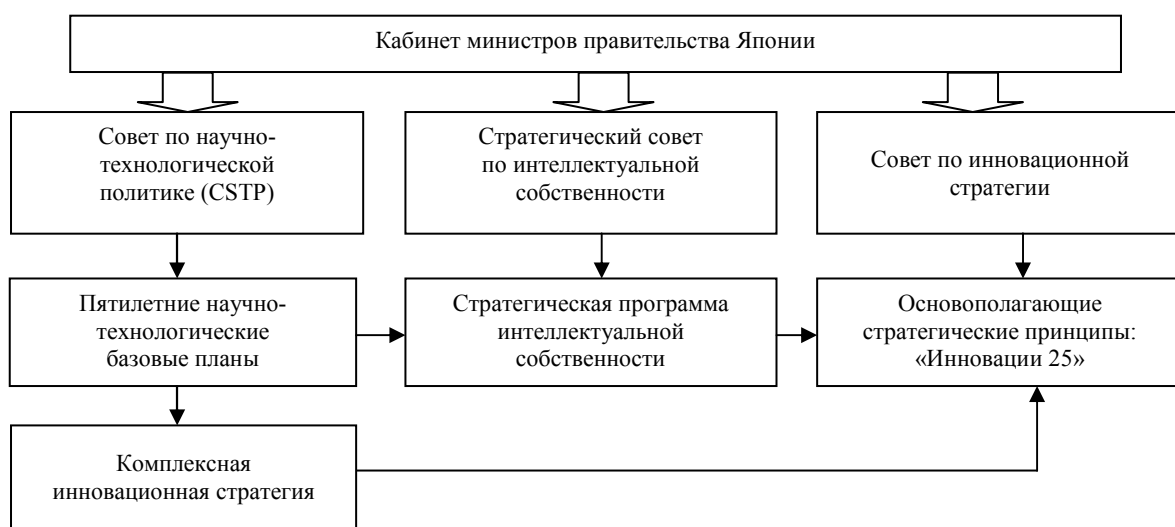 Кабинет министров правительства Японии
Совет по научно-
технологической
политике (CSTP)
Стратегический совет
по интеллектуальной
собственности
Совет по инновационной
стратегии
Пятилетние научно-
технологические
базовые планы
Стратегическая программа
интеллектуальной
собственности
Основополагающие
стратегические принципы:
«Инновации 25»
Комплексная
инновационная стратегия